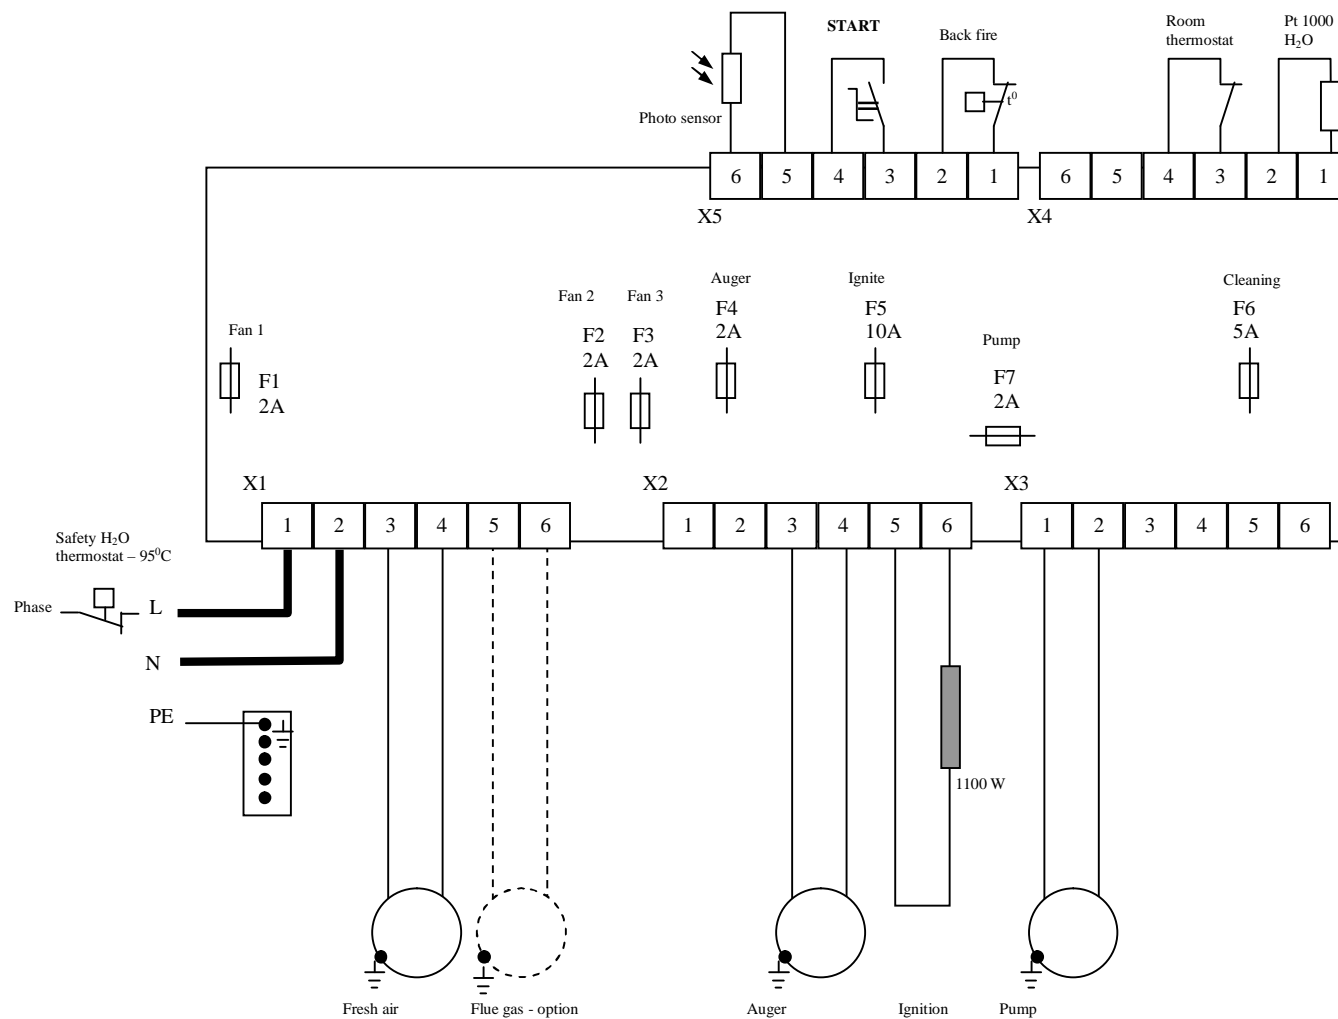 START
Back fire
Room
thermostat
Pt 1000
H₂O
t⁰
Photo sensor
6 5 4 3 2 1
6 5 4 3 2 1
X5
X4
Auger
F4
2A
Ignite
F5
10A
Cleaning
F6
5A
Fan 2
F2
2A
Fan 3
F3
2A
Fan 1
F1
2A
Pump
F7
2A
X1
X2
X3
1 2 3 4 5 6
1 2 3 4 5 6
1 2 3 4 5 6
Safety H₂O
thermostat – 95⁰C
Phase
L
N
PE
1100 W
Fresh air
Flue gas - option
Auger
Ignition
Pump